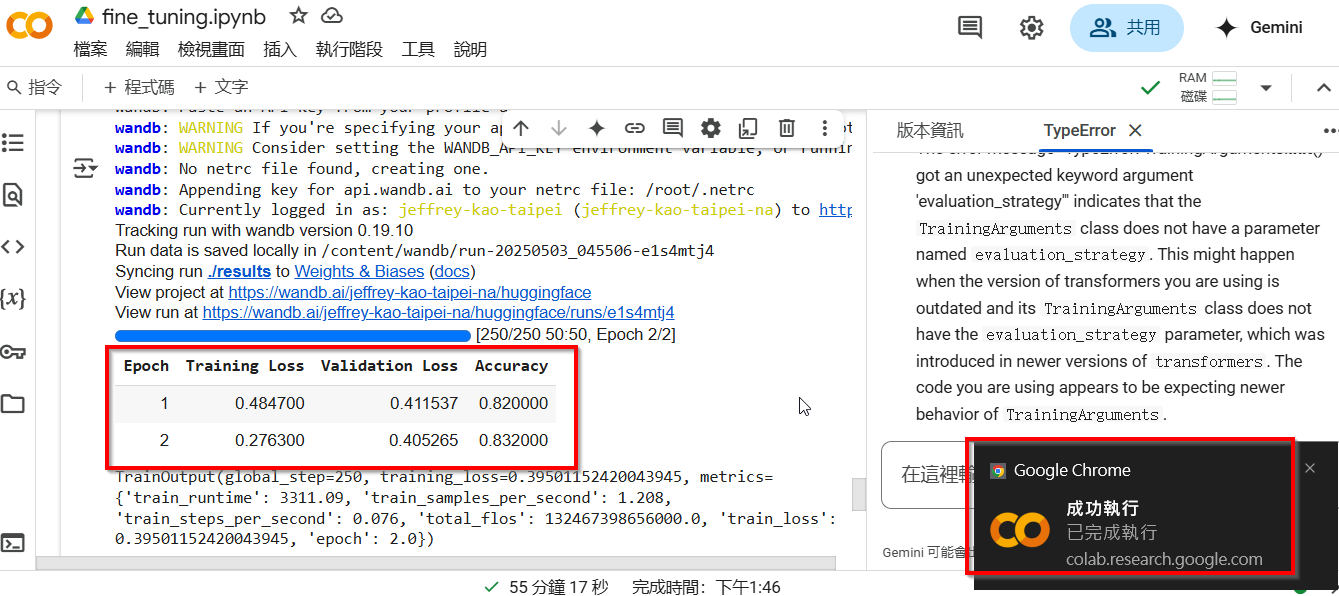 fine_tuning.ipynb
檔案 編輯 檢視畫面 插入 執行階段 工具 說明
共用
Gemini
指令 + 程式碼 + 文字
RAM
磁碟
wandb: WARNING If you're specifying your ap
wandb: WARNING Consider setting the WANDB_API_KEY environment variable, or runnin
wandb: No netrc file found, creating one.
wandb: Appending key for api.wandb.ai to your netrc file: /root/.netrc
wandb: Currently logged in as: jeffrey-kao-taipei (jeffrey-kao-taipei-na) to http
Tracking run with wandb version 0.19.10
Run data is saved locally in /content/wandb/run-20250503_045506-e1s4mtj4
Syncing run ./results to Weights & Biases (docs)
View project at https://wandb.ai/jeffrey-kao-taipei-na/huggingface
View run at https://wandb.ai/jeffrey-kao-taipei-na/huggingface/runs/e1s4mtj4
[250/250 50:50, Epoch 2/2]
Epoch Training Loss Validation Loss Accuracy
1 0.484700 0.411537 0.820000
2 0.276300 0.405265 0.832000
TrainOutput(global_step=250, training_loss=0.39501152420043945, metrics=
{'train_runtime': 3311.09, 'train_samples_per_second': 1.208,
'train_steps_per_second': 0.076, 'total_flos': 132467398656000.0, 'train_loss':
0.39501152420043945, 'epoch': 2.0})
版本資訊 TypeError
got an unexpected keyword argument
'evaluation_strategy'" indicates that the
TrainingArguments class does not have a parameter
named evaluation_strategy. This might happen
when the version of transformers you are using is
outdated and its TrainingArguments class does not
have the evaluation_strategy parameter, which was
introduced in newer versions of transformers. The
code you are using appears to be expecting newer
behavior of TrainingArguments.
在這裡輸
Gemini 可能會
Google Chrome
成功執行
已完成執行
colab.research.google.com
55 分鐘 17 秒 完成時間: 下午1:46